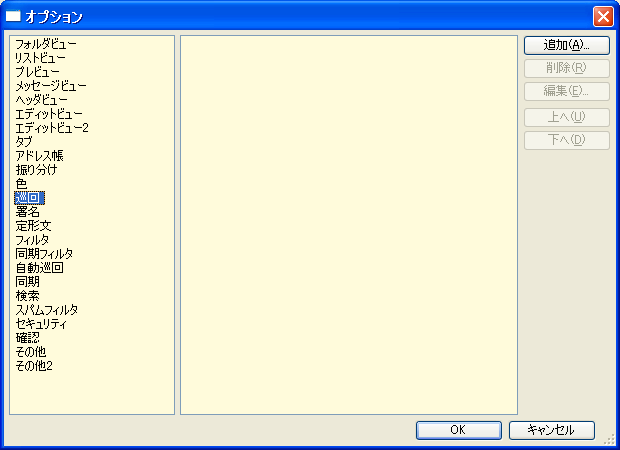 オプション
フォルダビュー
リストビュー
プレビュー
メッセージビュー
ヘッダビュー
エディットビュー
エディットビュー2
タブ
アドレス帳
振り分け
色
巡回
署名
定形文
フィルタ
同期フィルタ
自動巡回
同期
検索
スパムフィルタ
セキュリティ
確認
その他
その他2
追加(A)...
削除(R)
編集(E)...
上へ(U)
下へ(D)
OK
キャンセル